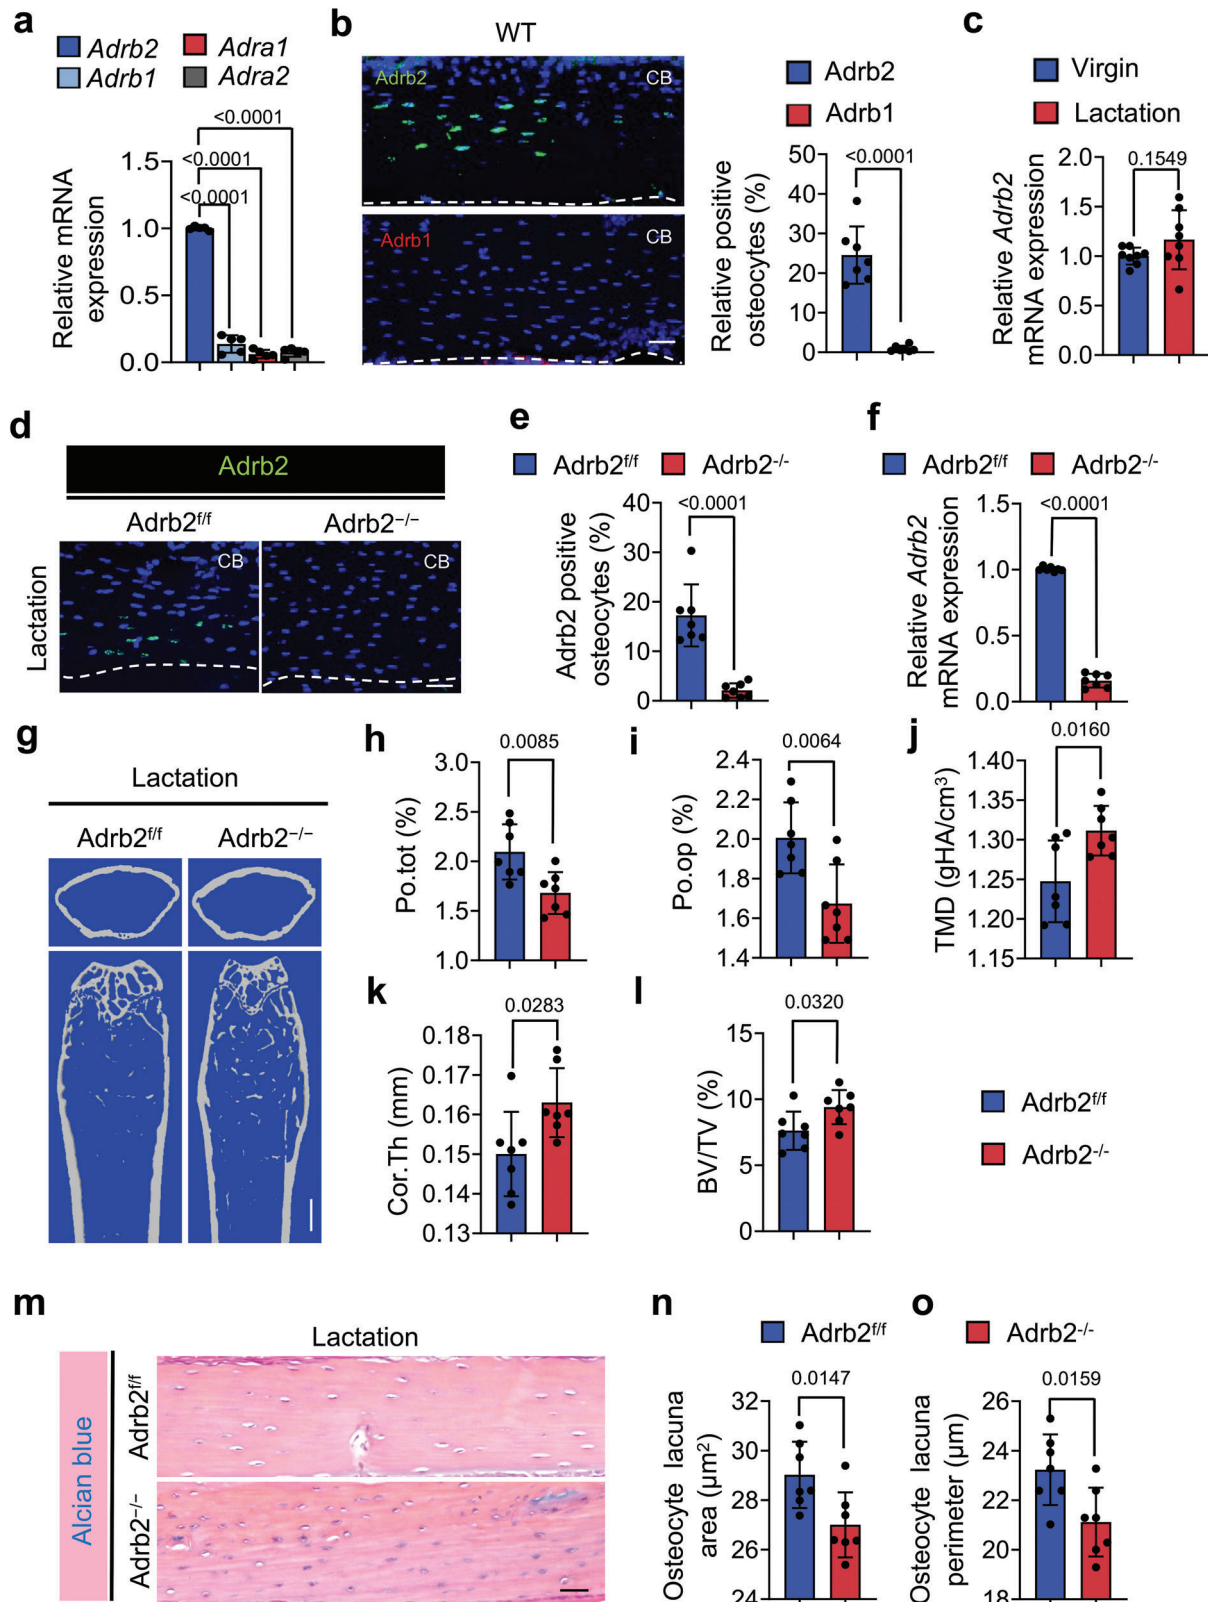 a
Adrb2
Adra1
Adrb1
Adra2
<0.0001
<0.0001
<0.0001
Relative mRNA
expression
1.5
1.0
0.5
0.0
b
WT
Adrb2
CB
Adrb1
CB
Adrb2
Adrb1
<0.0001
Relative positive
osteocytes (%)
50
40
30
20
10
0
c
Virgin
Lactation
0.1549
Relative Adrb2
mRNA expression
2.0
1.5
1.0
0.5
0.0
d
Adrb2
Adrb2f/f
Adrb2−/−
Lactation
CB
CB
e
Adrb2f/f
Adrb2-/-
<0.0001
Adrb2 positive
osteocytes (%)
40
30
20
10
0
f
Adrb2f/f
Adrb2-/-
<0.0001
Relative Adrb2
mRNA expression
1.5
1.0
0.5
0.0
g
Lactation
Adrb2f/f
Adrb2−/−
h
0.0085
Po.tot (%)
3.0
2.5
2.0
1.5
1.0
i
0.0064
Po.op (%)
2.4
2.2
2.0
1.8
1.6
1.4
j
0.0160
TMD (gHA/cm³)
1.40
1.35
1.30
1.25
1.20
1.15
k
0.0283
Cor.Th (mm)
0.18
0.17
0.16
0.15
0.14
0.13
l
0.0320
BV/TV (%)
15
10
5
0
Adrb2f/f
Adrb2-/-
m
Lactation
Alcian blue
Adrb2f/f
Adrb2−/−
n
Adrb2f/f
0.0147
Osteocyte lacuna
area (µm²)
32
30
28
26
24
o
Adrb2-/-
0.0159
Osteocyte lacuna
perimeter (µm)
26
24
22
20
18